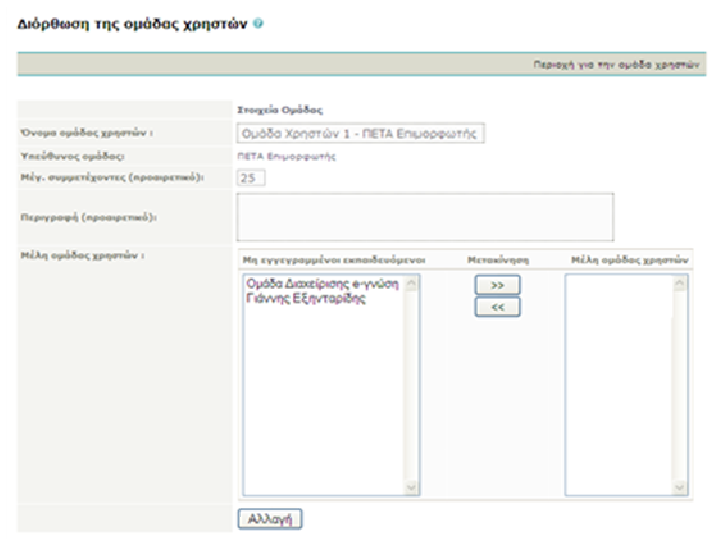 Διόρθωση της ομάδας χρηστών
Περιοχή για την ομάδα χρηστών
Στοιχεία Ομάδας
Όνομα ομάδας χρηστών :
Ομάδα Χρηστών 1 - ΠΕΤΑ Επιμορφωτής
Υπεύθυνος ομάδας:
ΠΕΤΑ Επιμορφωτής
Μέγ. συμμετέχοντες (προαιρετικό):
25
Περιγραφή (προαιρετικό):
Μέλη ομάδας χρηστών :
Μη εγγεγραμμένοι εκπαιδευόμενοι Μετακίνηση Μέλη ομάδας χρηστών
Ομάδα Διαχείρισης e-γνώση
Γιάννης Εξηνταρίδης
>>
<<
Αλλαγή